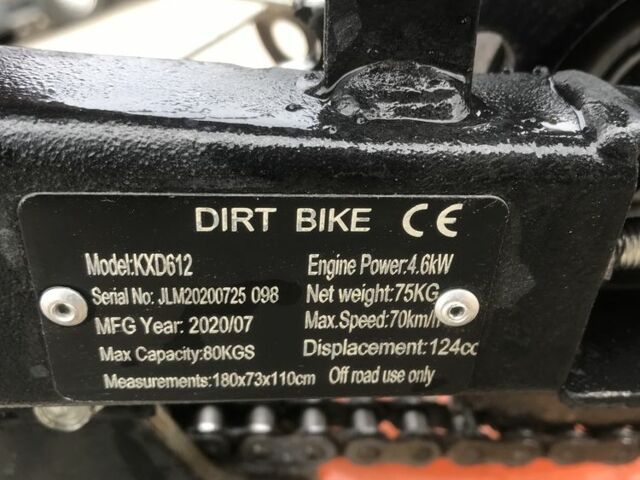 DIRT BIKE CE
Model:KXD612 Engine Power:4.6kW
Serial No: JLM20200725 098 Net weight:75KG
MFG Year: 2020/07 Max.Speed:70km/h
Max Capacity:80KGS Displacement:124cc
Measurements:180x73x110cm Off road use only